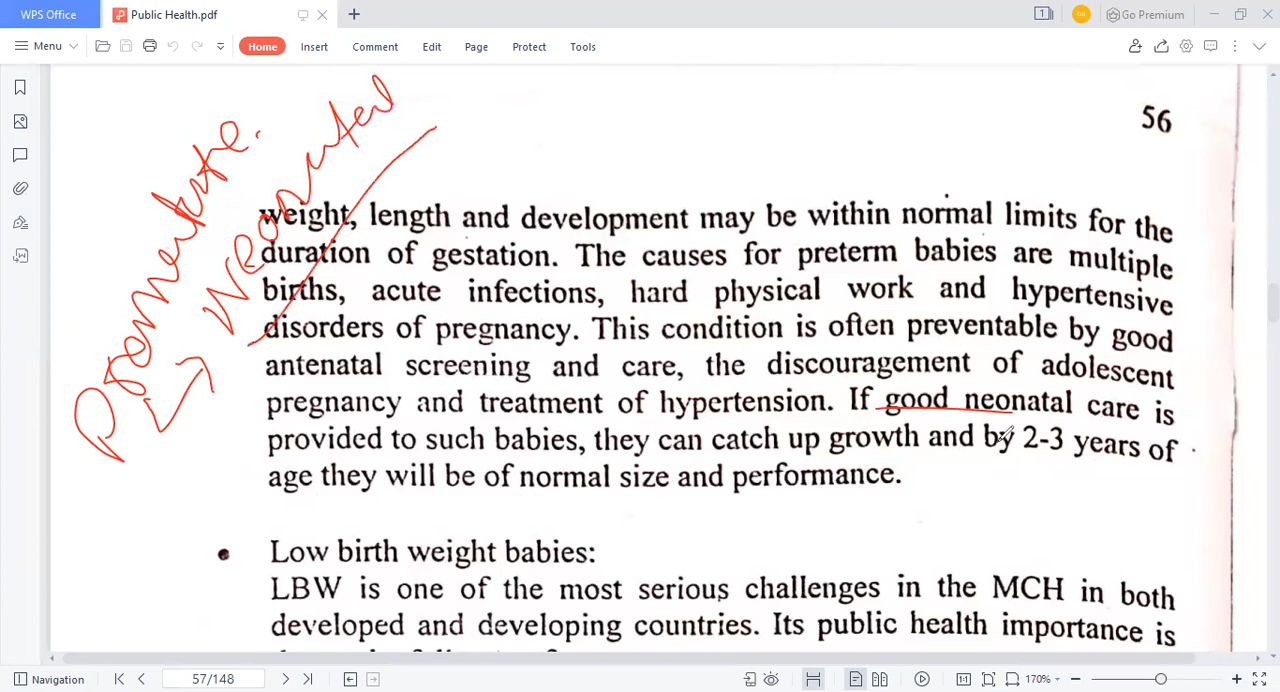 WPS Office
Public Health.pdf
1
Go Premium
Menu
Home
Insert
Comment
Edit
Page
Protect
Tools
56
weight, length and development may be within normal limits for the
duration of gestation. The causes for preterm babies are multiple
births, acute infections, hard physical work and hypertensive
disorders of pregnancy. This condition is often preventable by good
antenatal screening and care, the discouragement of adolescent
pregnancy and treatment of hypertension. If good neonatal care is
provided to such babies, they can catch up growth and by 2-3 years of
age they will be of normal size and performance.
• Low birth weight babies:
LBW is one of the most serious challenges in the MCH in both
developed and developing countries. Its public health importance is
Navigation
57/148
170%